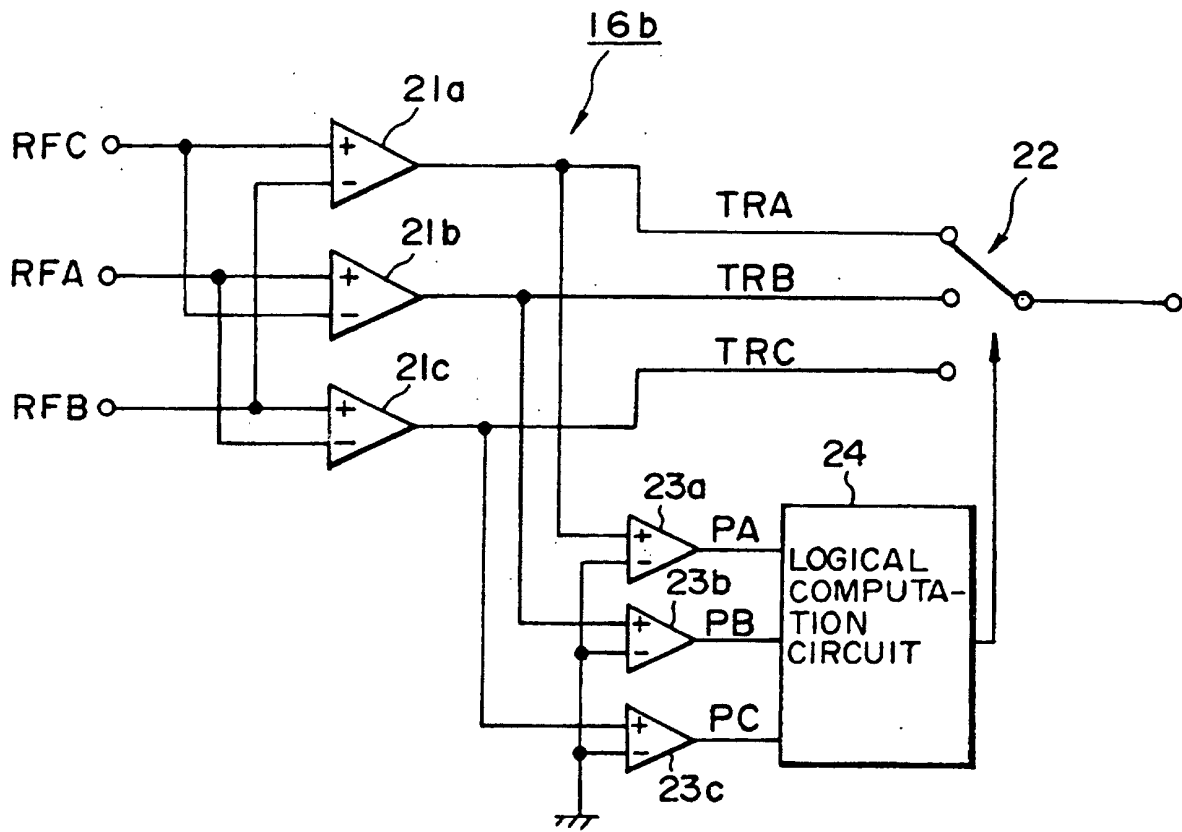 16b
21a
RFC
+
-
22
TRA
21b
RFA
+
-
TRB
21c
TRC
RFB
+
-
24
23a
PA
+
-
LOGICAL
COMPUTA-
TION
CIRCUIT
23b
PB
+
-
PC
+
-
23c